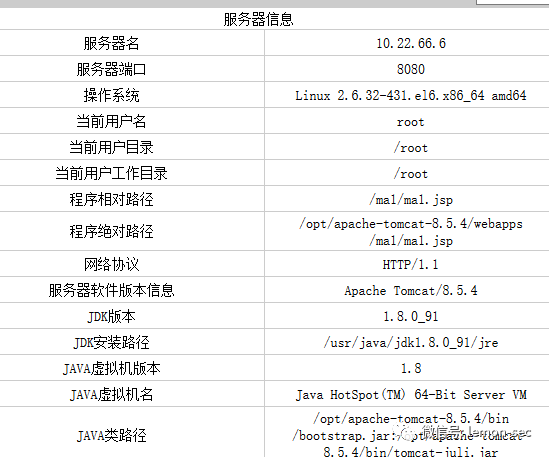 服务器信息
服务器名 10.22.66.6
服务器端口 8080
操作系统 Linux 2.6.32-431.el6.x86_64 amd64
当前用户名 root
当前用户目录 /root
当前用户工作目录 /root
程序相对路径 /ma1/ma1.jsp
程序绝对路径 /opt/apache-tomcat-8.5.4/webapps
/ma1/ma1.jsp
网络协议 HTTP/1.1
服务器软件版本信息 Apache Tomcat/8.5.4
JDK版本 1.8.0_91
JDK安装路径 /usr/java/jdk1.8.0_91/jre
JAVA虚拟机版本 1.8
JAVA虚拟机名 Java HotSpot(TM) 64-Bit Server VM
JAVA类路径 /opt/apache-tomcat-8.5.4/bin
/bootstrap.jar:/opt/apache-tomcat-
8.5.4/bin/tomcat-juli.jar
微信号: lemon-sec